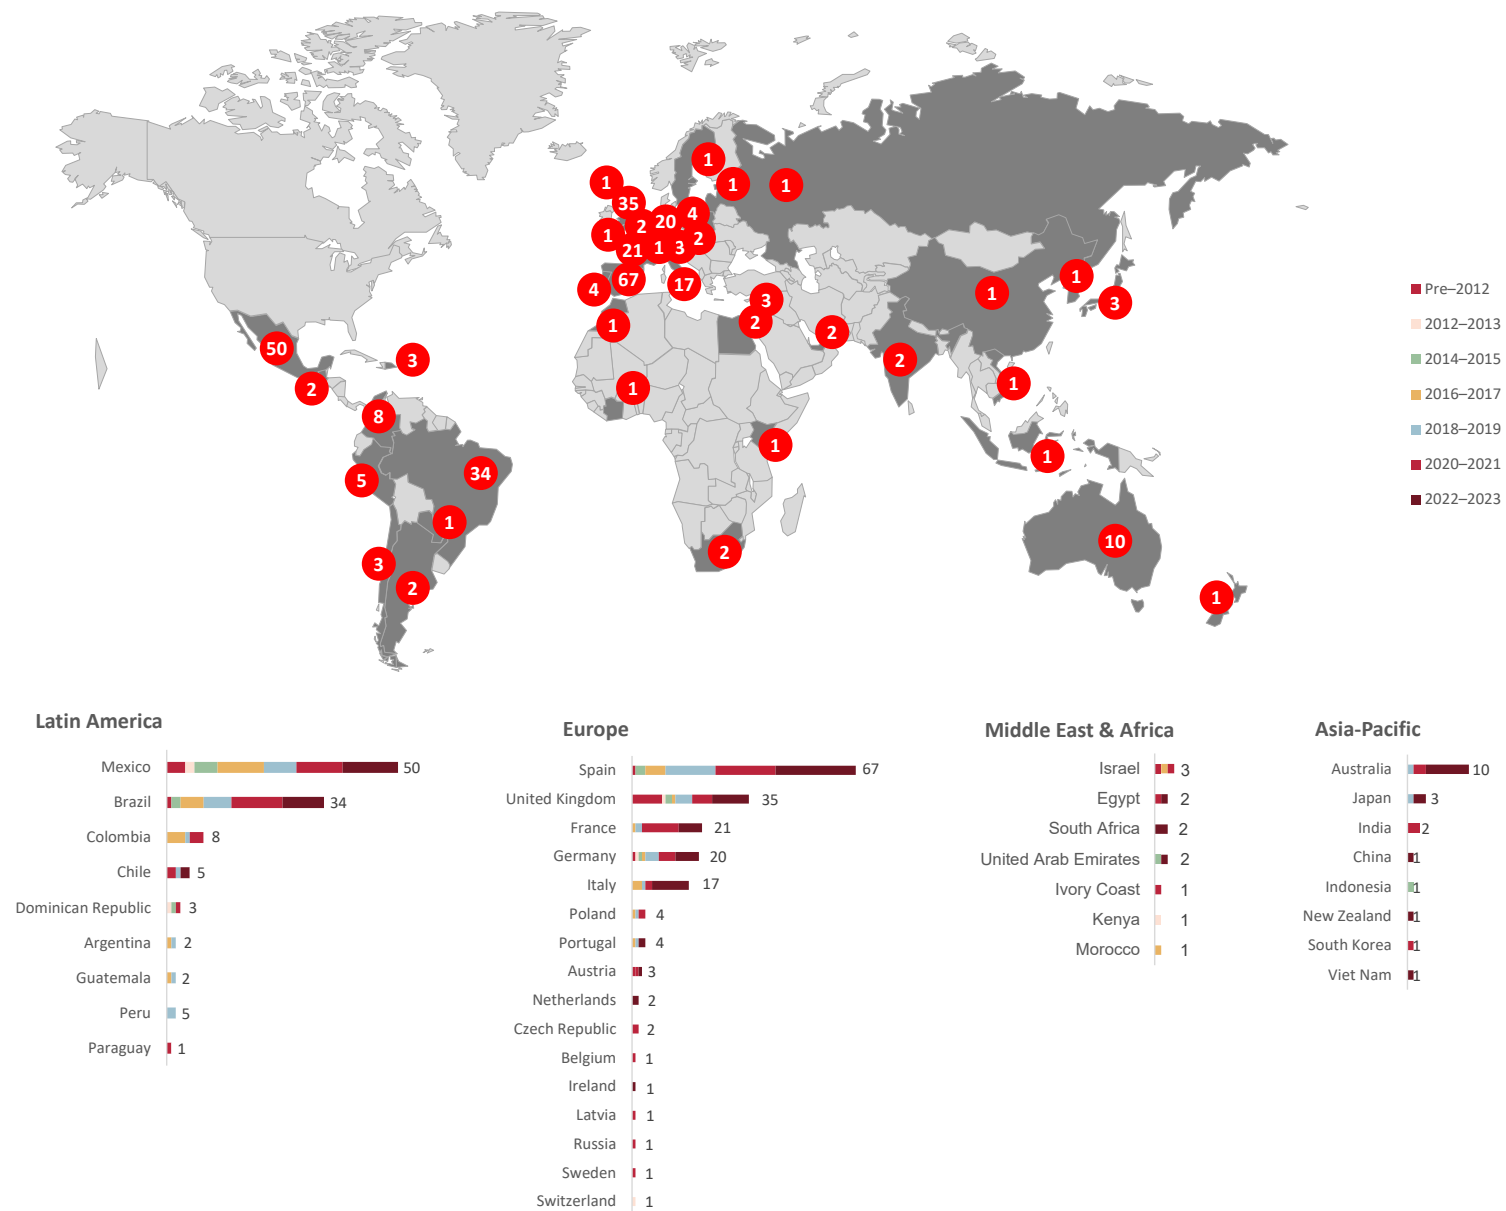 1
1
1
1
35
4
2
20
1
2
21
1
3
67
17
4
1
3
1
3
2
1
2
50
3
2
2
1
1
8
1
1
34
5
1
10
2
3
2
1
Pre–2012
2012–2013
2014–2015
2016–2017
2018–2019
2020–2021
2022–2023
Latin America
Mexico 50
Brazil 34
Colombia 8
Chile 5
Dominican Republic 3
Argentina 2
Guatemala 2
Peru 5
Paraguay 1
Europe
Spain 67
United Kingdom 35
France 21
Germany 20
Italy 17
Poland 4
Portugal 4
Austria 3
Netherlands 2
Czech Republic 2
Belgium 1
Ireland 1
Latvia 1
Russia 1
Sweden 1
Switzerland 1
Middle East & Africa
Israel 3
Egypt 2
South Africa 2
United Arab Emirates 2
Ivory Coast 1
Kenya 1
Morocco 1
Asia-Pacific
Australia 10
Japan 3
India 2
China 1
Indonesia 1
New Zealand 1
South Korea 1
Viet Nam 1